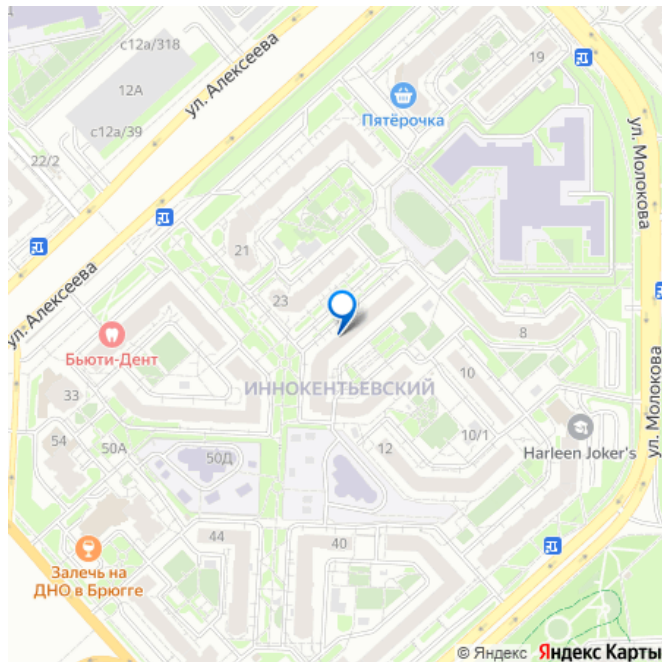 с12а/318
12А
ул. Алексеева
19
Пятёрочка
с12а/39
22/2
ул. Молокова
21
ул. Алексеева
23
8
Бьюти-Дент
ул. Молокова
ИННОКЕНТЬЕВСКИЙ
10
33
10/1
54
50А
50Д
12
Harleen Joker's
44
40
Залечь на
ДНО в Брюгге
© Яндекс Яндекс Карты